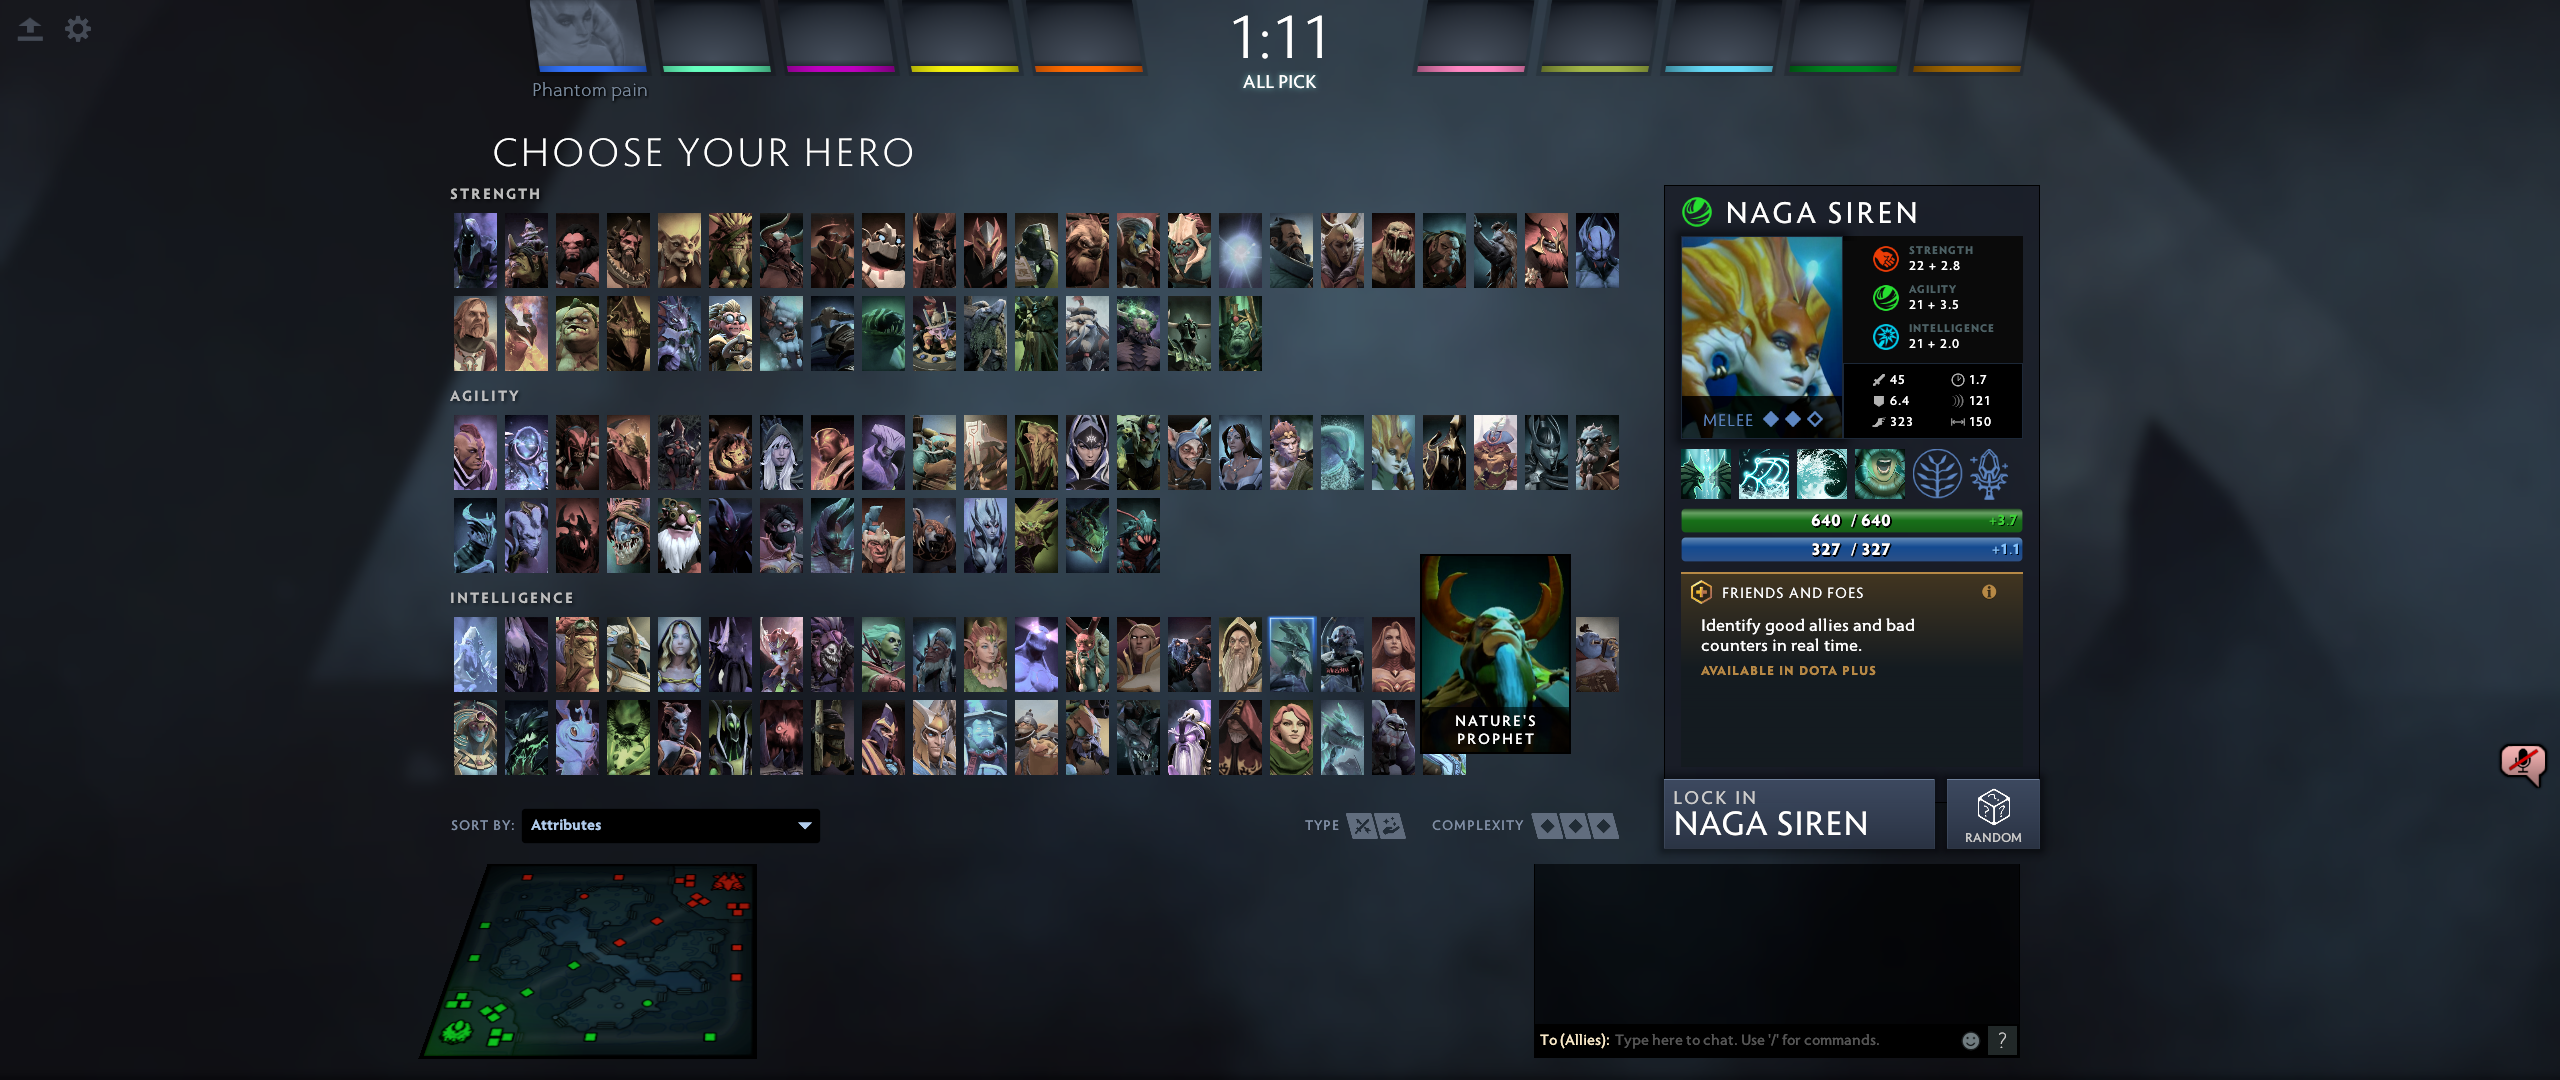 1:11
ALL PICK
Phantom pain
CHOOSE YOUR HERO
STRENGTH
AGILITY
INTELLIGENCE
NATURE'S
PROPHET
SORT BY:
Attributes
TYPE
COMPLEXITY
NAGA SIREN
STRENGTH
22 + 2.8
AGILITY
21 + 3.5
INTELLIGENCE
21 + 2.0
MELEE
45
1.7
6.4
121
323
150
640 / 640
+3.7
327 / 327
+1.1
FRIENDS AND FOES
Identify good allies and bad
counters in real time.
AVAILABLE IN DOTA PLUS
LOCK IN
NAGA SIREN
RANDOM
To (Allies): Type here to chat. Use '/' for commands.
?